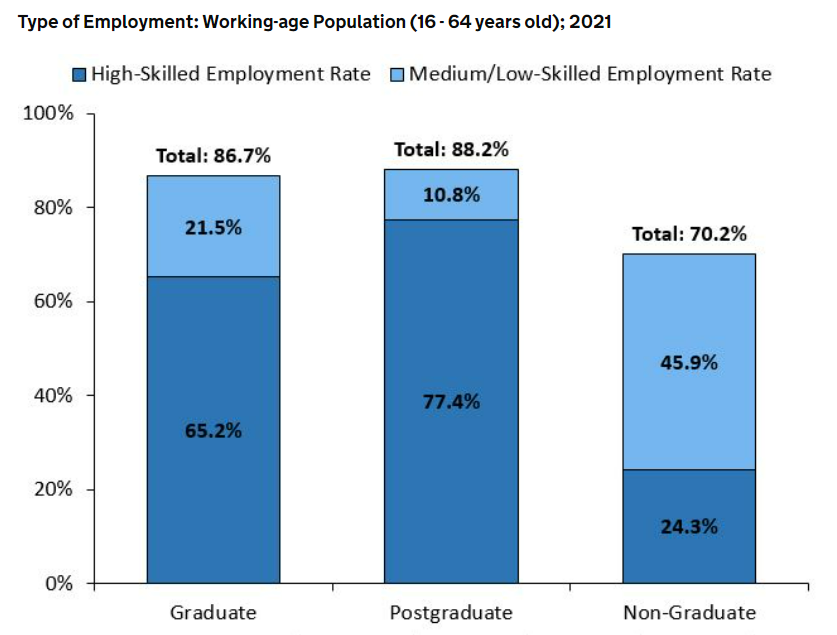 Type of Employment: Working-age Population (16 - 64 years old); 2021
High-Skilled Employment Rate Medium/Low-Skilled Employment Rate
100%
80%
60%
40%
20%
0%
Total: 86.7%
21.5%
65.2%
Total: 88.2%
10.8%
77.4%
Total: 70.2%
45.9%
24.3%
Graduate Postgraduate Non-Graduate